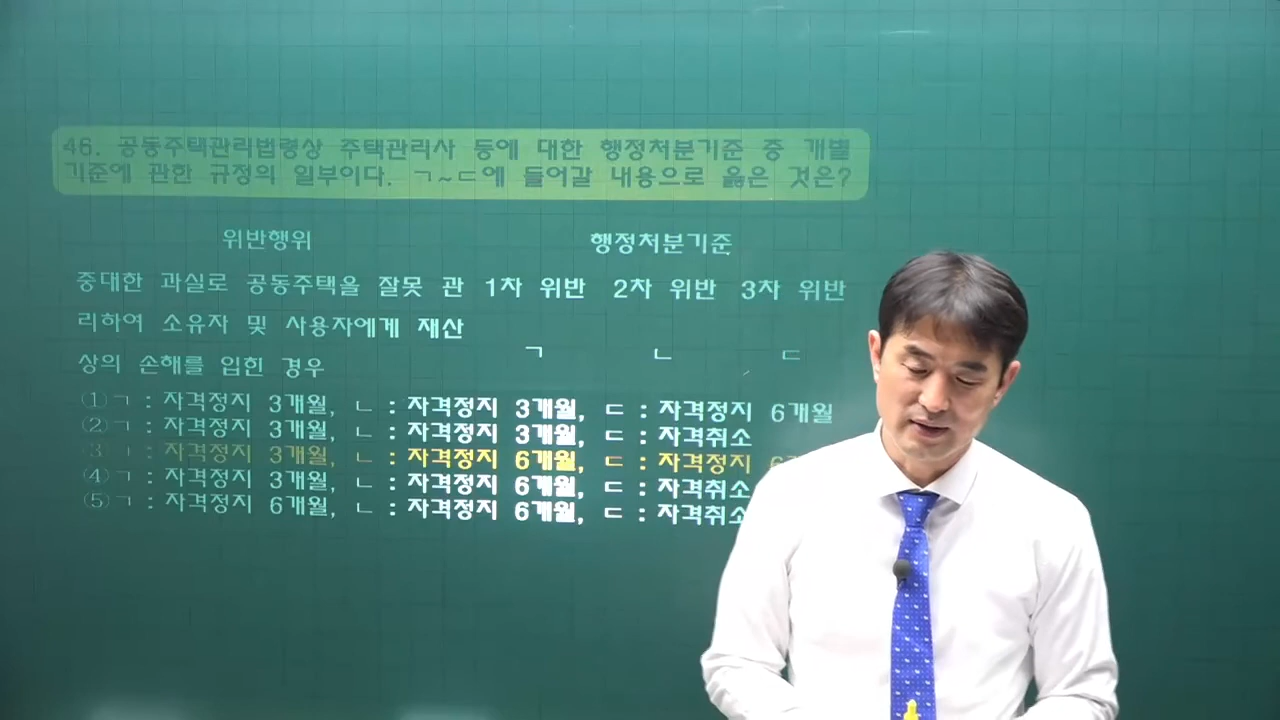 46. 공동주택관리법령상 주택관리사 등에 대한 행정처분기준 중 개별
기준에 관한 규정의 일부이다. ㄱ~ㄷ에 들어갈 내용으로 옳은 것은?
위반행위 행정처분기준
중대한 과실로 공동주택을 잘못 관 1차 위반 2차 위반 3차 위반
리하여 소유자 및 사용자에게 재산
ㄱ ㄴ ㄷ
상의 손해를 입힌 경우
①ㄱ : 자격정지 3개월, ㄴ : 자격정지 3개월, ㄷ : 자격정지 6개월
②ㄱ : 자격정지 3개월, ㄴ : 자격정지 3개월, ㄷ : 자격취소
③ㄱ : 자격정지 3개월, ㄴ : 자격정지 6개월, ㄷ : 자격정지
④ㄱ : 자격정지 3개월, ㄴ : 자격정지 6개월, ㄷ : 자격취소
⑤ㄱ : 자격정지 6개월, ㄴ : 자격정지 6개월, ㄷ : 자격취소